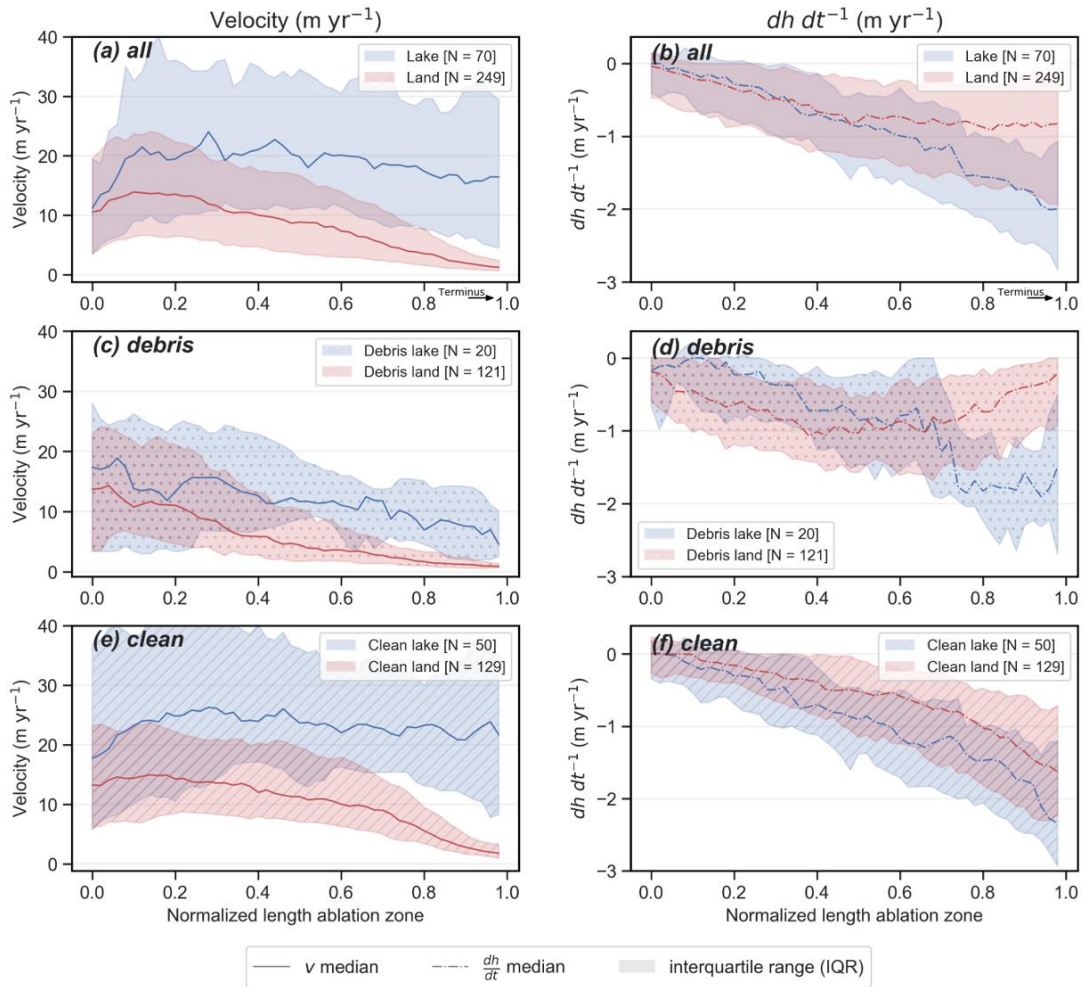 Velocity (m yr⁻¹)
dh dt⁻¹ (m yr⁻¹)
(a) all
Lake [N = 70]
Land [N = 249]
Velocity (m yr⁻¹)
40
30
20
10
0
0.0 0.2 0.4 0.6 0.8 1.0
Terminus
(b) all
Lake [N = 70]
Land [N = 249]
dh dt⁻¹ (m yr⁻¹)
0
−1
−2
−3
0.0 0.2 0.4 0.6 0.8 1.0
Terminus
(c) debris
Debris lake [N = 20]
Debris land [N = 121]
Velocity (m yr⁻¹)
40
30
20
10
0
0.0 0.2 0.4 0.6 0.8 1.0
(d) debris
Debris lake [N = 20]
Debris land [N = 121]
dh dt⁻¹ (m yr⁻¹)
0
−1
−2
−3
0.0 0.2 0.4 0.6 0.8 1.0
(e) clean
Clean lake [N = 50]
Clean land [N = 129]
Velocity (m yr⁻¹)
40
30
20
10
0
0.0 0.2 0.4 0.6 0.8 1.0
Normalized length ablation zone
(f) clean
Clean lake [N = 50]
Clean land [N = 129]
dh dt⁻¹ (m yr⁻¹)
0
−1
−2
−3
0.0 0.2 0.4 0.6 0.8 1.0
Normalized length ablation zone
v median
dh/dt median
interquartile range (IQR)